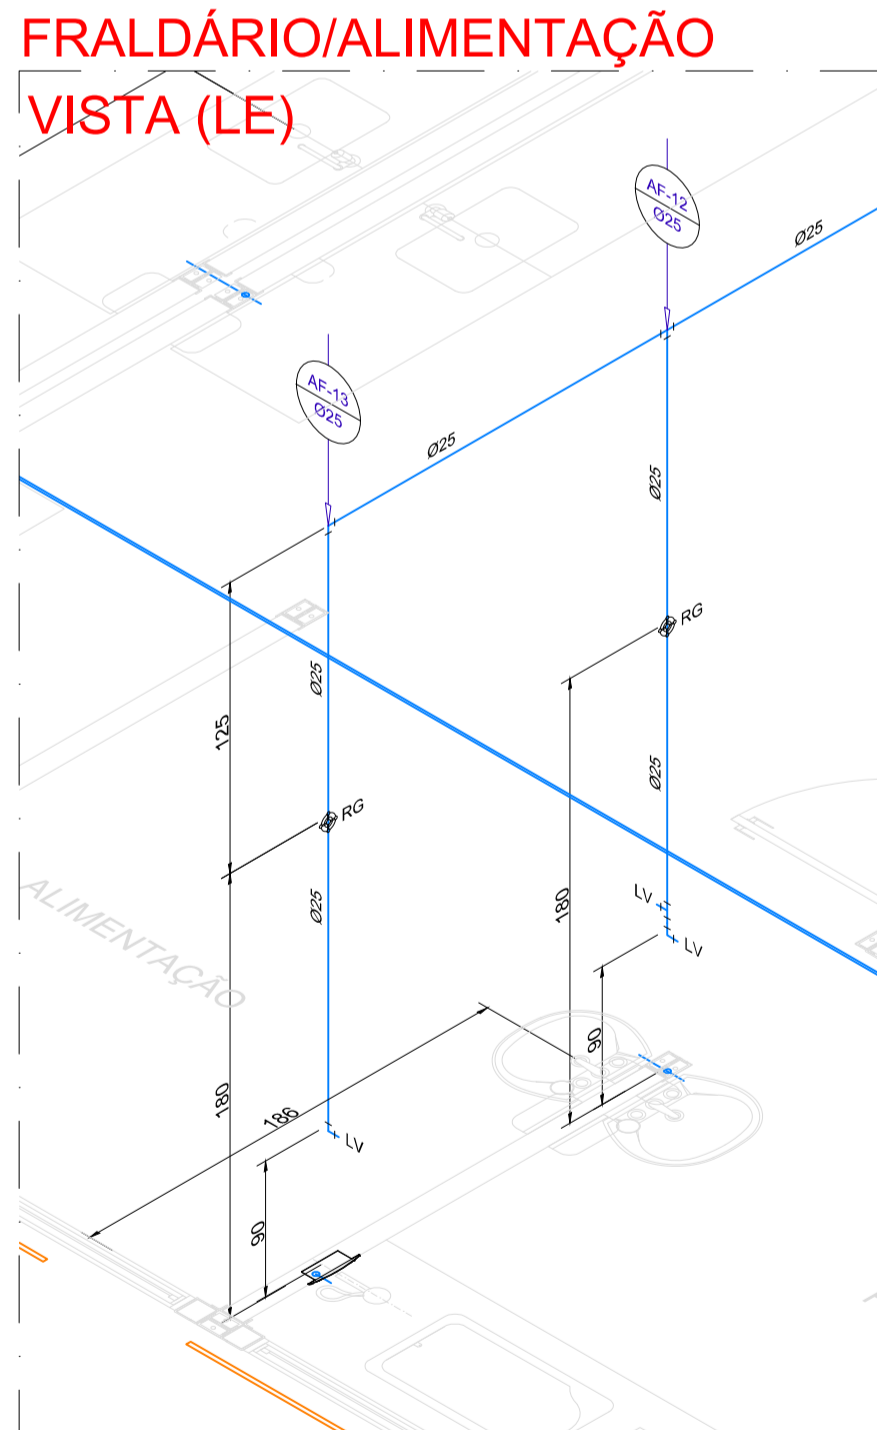 FRALDÁRIO/ALIMENTAÇÃO
VISTA (LE)
AF-12
Ø25
Ø25
AF-13
Ø25
Ø25
Ø25
RG
Ø25
125
Ø25
RG
180
LV
LV
ALIMENTAÇÃO
Ø25
90
180
186
LV
90